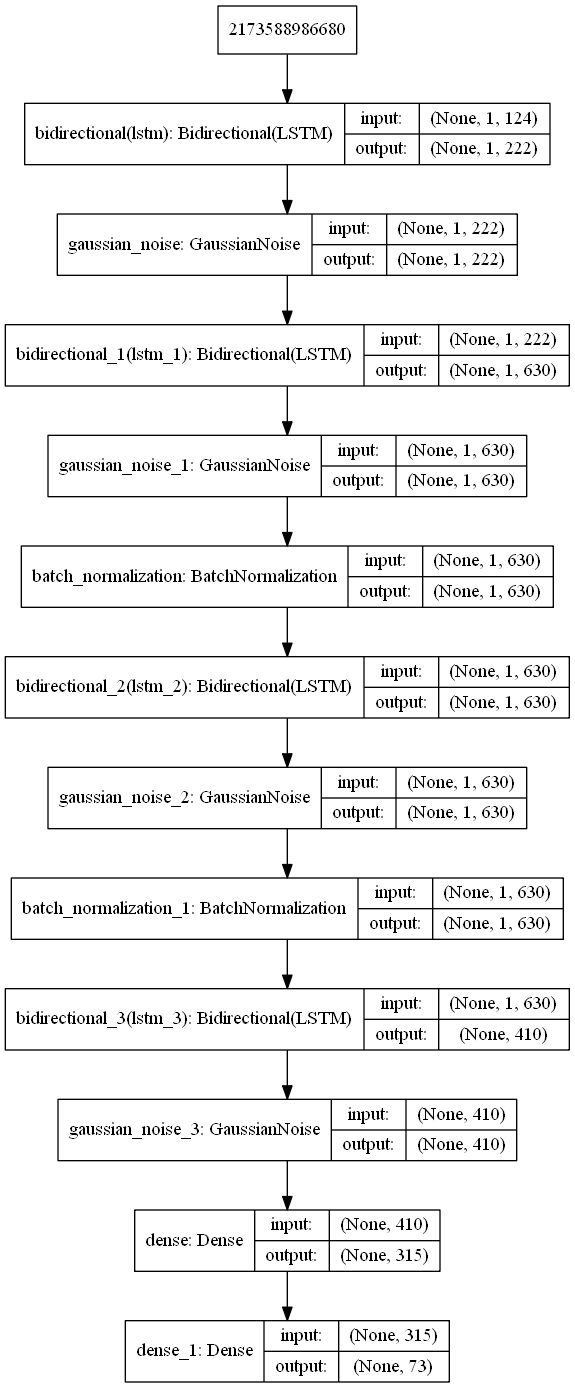 2173588986680
bidirectional(lstm): Bidirectional(LSTM)
input: (None, 1, 124)
output: (None, 1, 222)
gaussian_noise: GaussianNoise
input: (None, 1, 222)
output: (None, 1, 222)
bidirectional_1(lstm_1): Bidirectional(LSTM)
input: (None, 1, 222)
output: (None, 1, 630)
gaussian_noise_1: GaussianNoise
input: (None, 1, 630)
output: (None, 1, 630)
batch_normalization: BatchNormalization
input: (None, 1, 630)
output: (None, 1, 630)
bidirectional_2(lstm_2): Bidirectional(LSTM)
input: (None, 1, 630)
output: (None, 1, 630)
gaussian_noise_2: GaussianNoise
input: (None, 1, 630)
output: (None, 1, 630)
batch_normalization_1: BatchNormalization
input: (None, 1, 630)
output: (None, 1, 630)
bidirectional_3(lstm_3): Bidirectional(LSTM)
input: (None, 1, 630)
output: (None, 410)
gaussian_noise_3: GaussianNoise
input: (None, 410)
output: (None, 410)
dense: Dense
input: (None, 410)
output: (None, 315)
dense_1: Dense
input: (None, 315)
output: (None, 73)